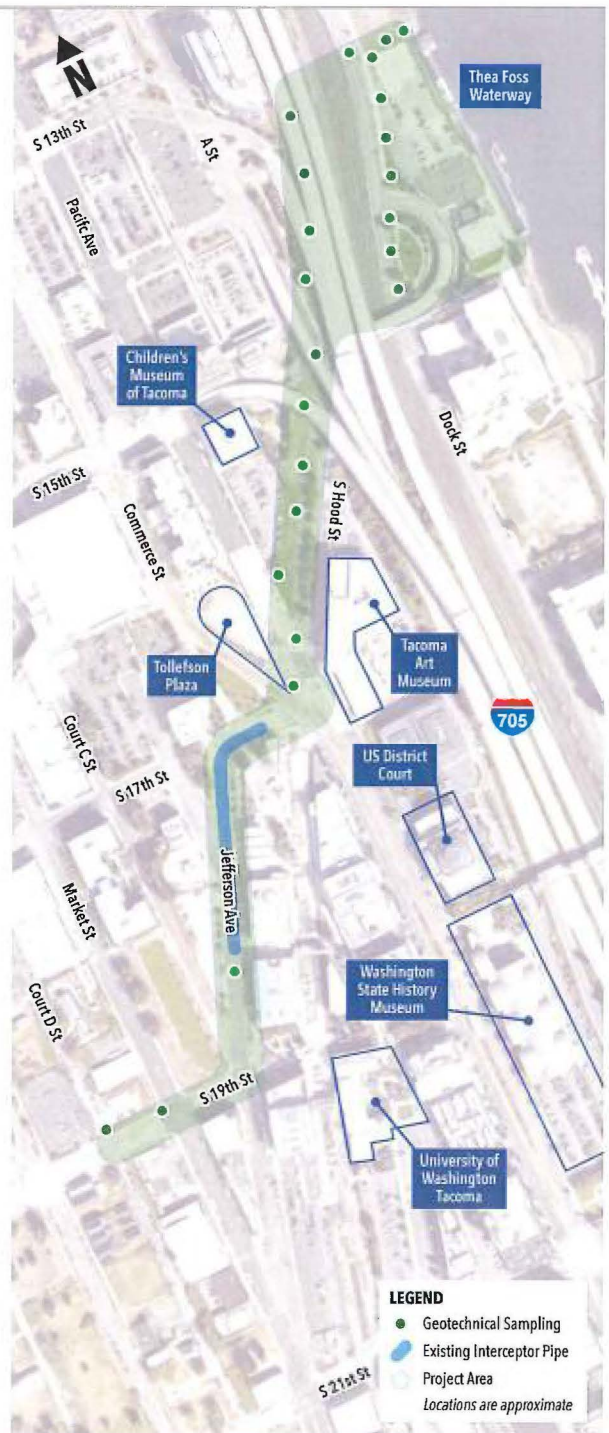 N
Thea Foss
Waterway
S 13th St
A St
Pacifc Ave
Children's
Museum
of Tacoma
Dock St
S 15th St
S Hood St
Commerce St
Tollefson
Plaza
Tacoma
Art
Museum
705
Court C St
US District
Court
S 17th St
Jefferson Ave
Market St
Washington
State History
Museum
Court D St
S 19th St
University of
Washington
Tacoma
LEGEND
Geotechnical Sampling
Existing Interceptor Pipe
Project Area
Locations are approximate
S 21st St